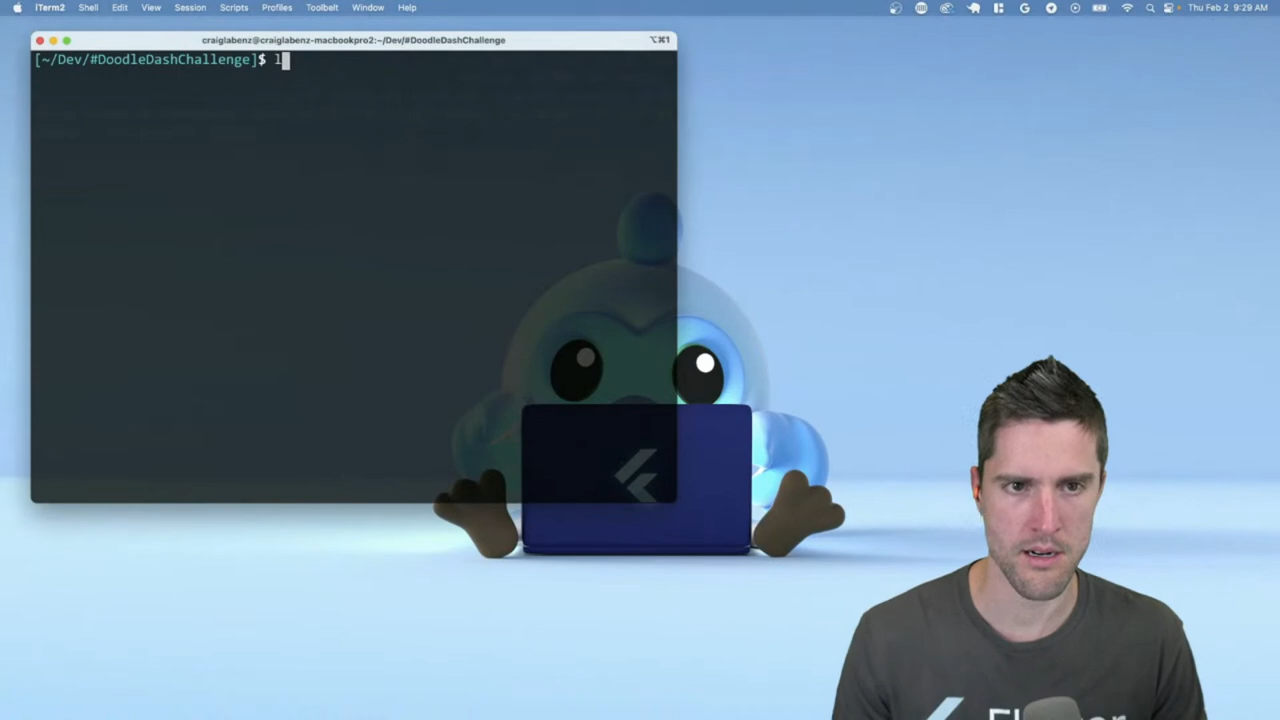 iTerm2 Shell Edit View Session Scripts Profiles Toolbelt Window Help
Thu Feb 2 9:29 AM
craiglabenz@craiglabenz-macbookpro2:~/Dev/#DoodleDashChallenge
⌥⌘1
[~/Dev/#DoodleDashChallenge]$ l